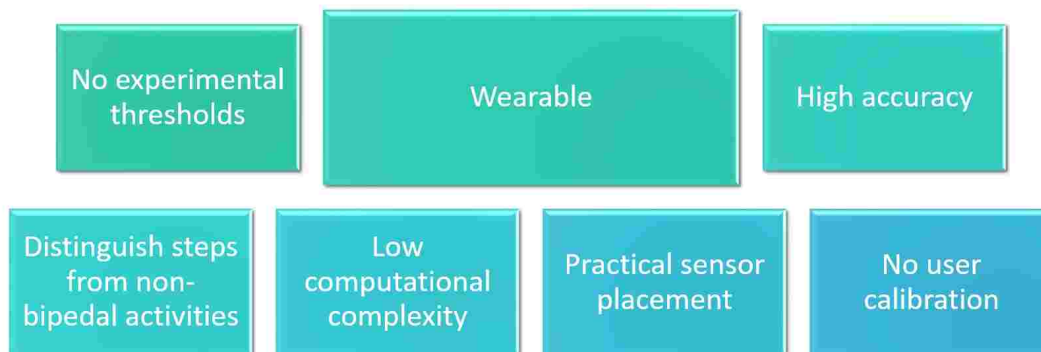 No experimental
thresholds
Wearable
High accuracy
Distinguish steps
from non-
bipedal activities
Low
computational
complexity
Practical sensor
placement
No user
calibration